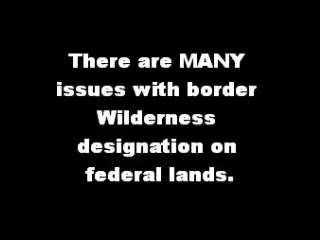 There are MANY
issues with border
Wilderness
designation on
federal lands.